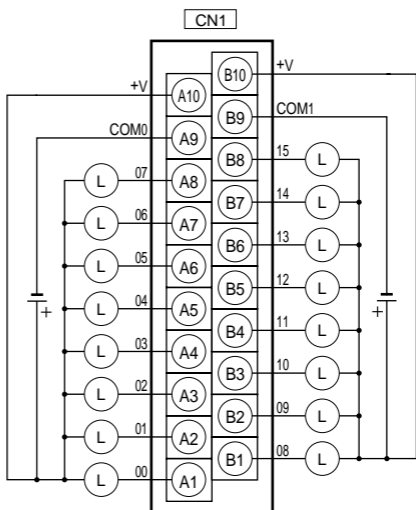 CN1
+V A10 B10 +V
COM0 A9 B9 COM1
L 07 A8 B8 15 L
L 06 A7 B7 14 L
L 05 A6 B6 13 L
+ L 04 A5 B5 12 L +
L 03 A4 B4 11 L
L 02 A3 B3 10 L
L 01 A2 B2 09 L
L 00 A1 B1 08 L